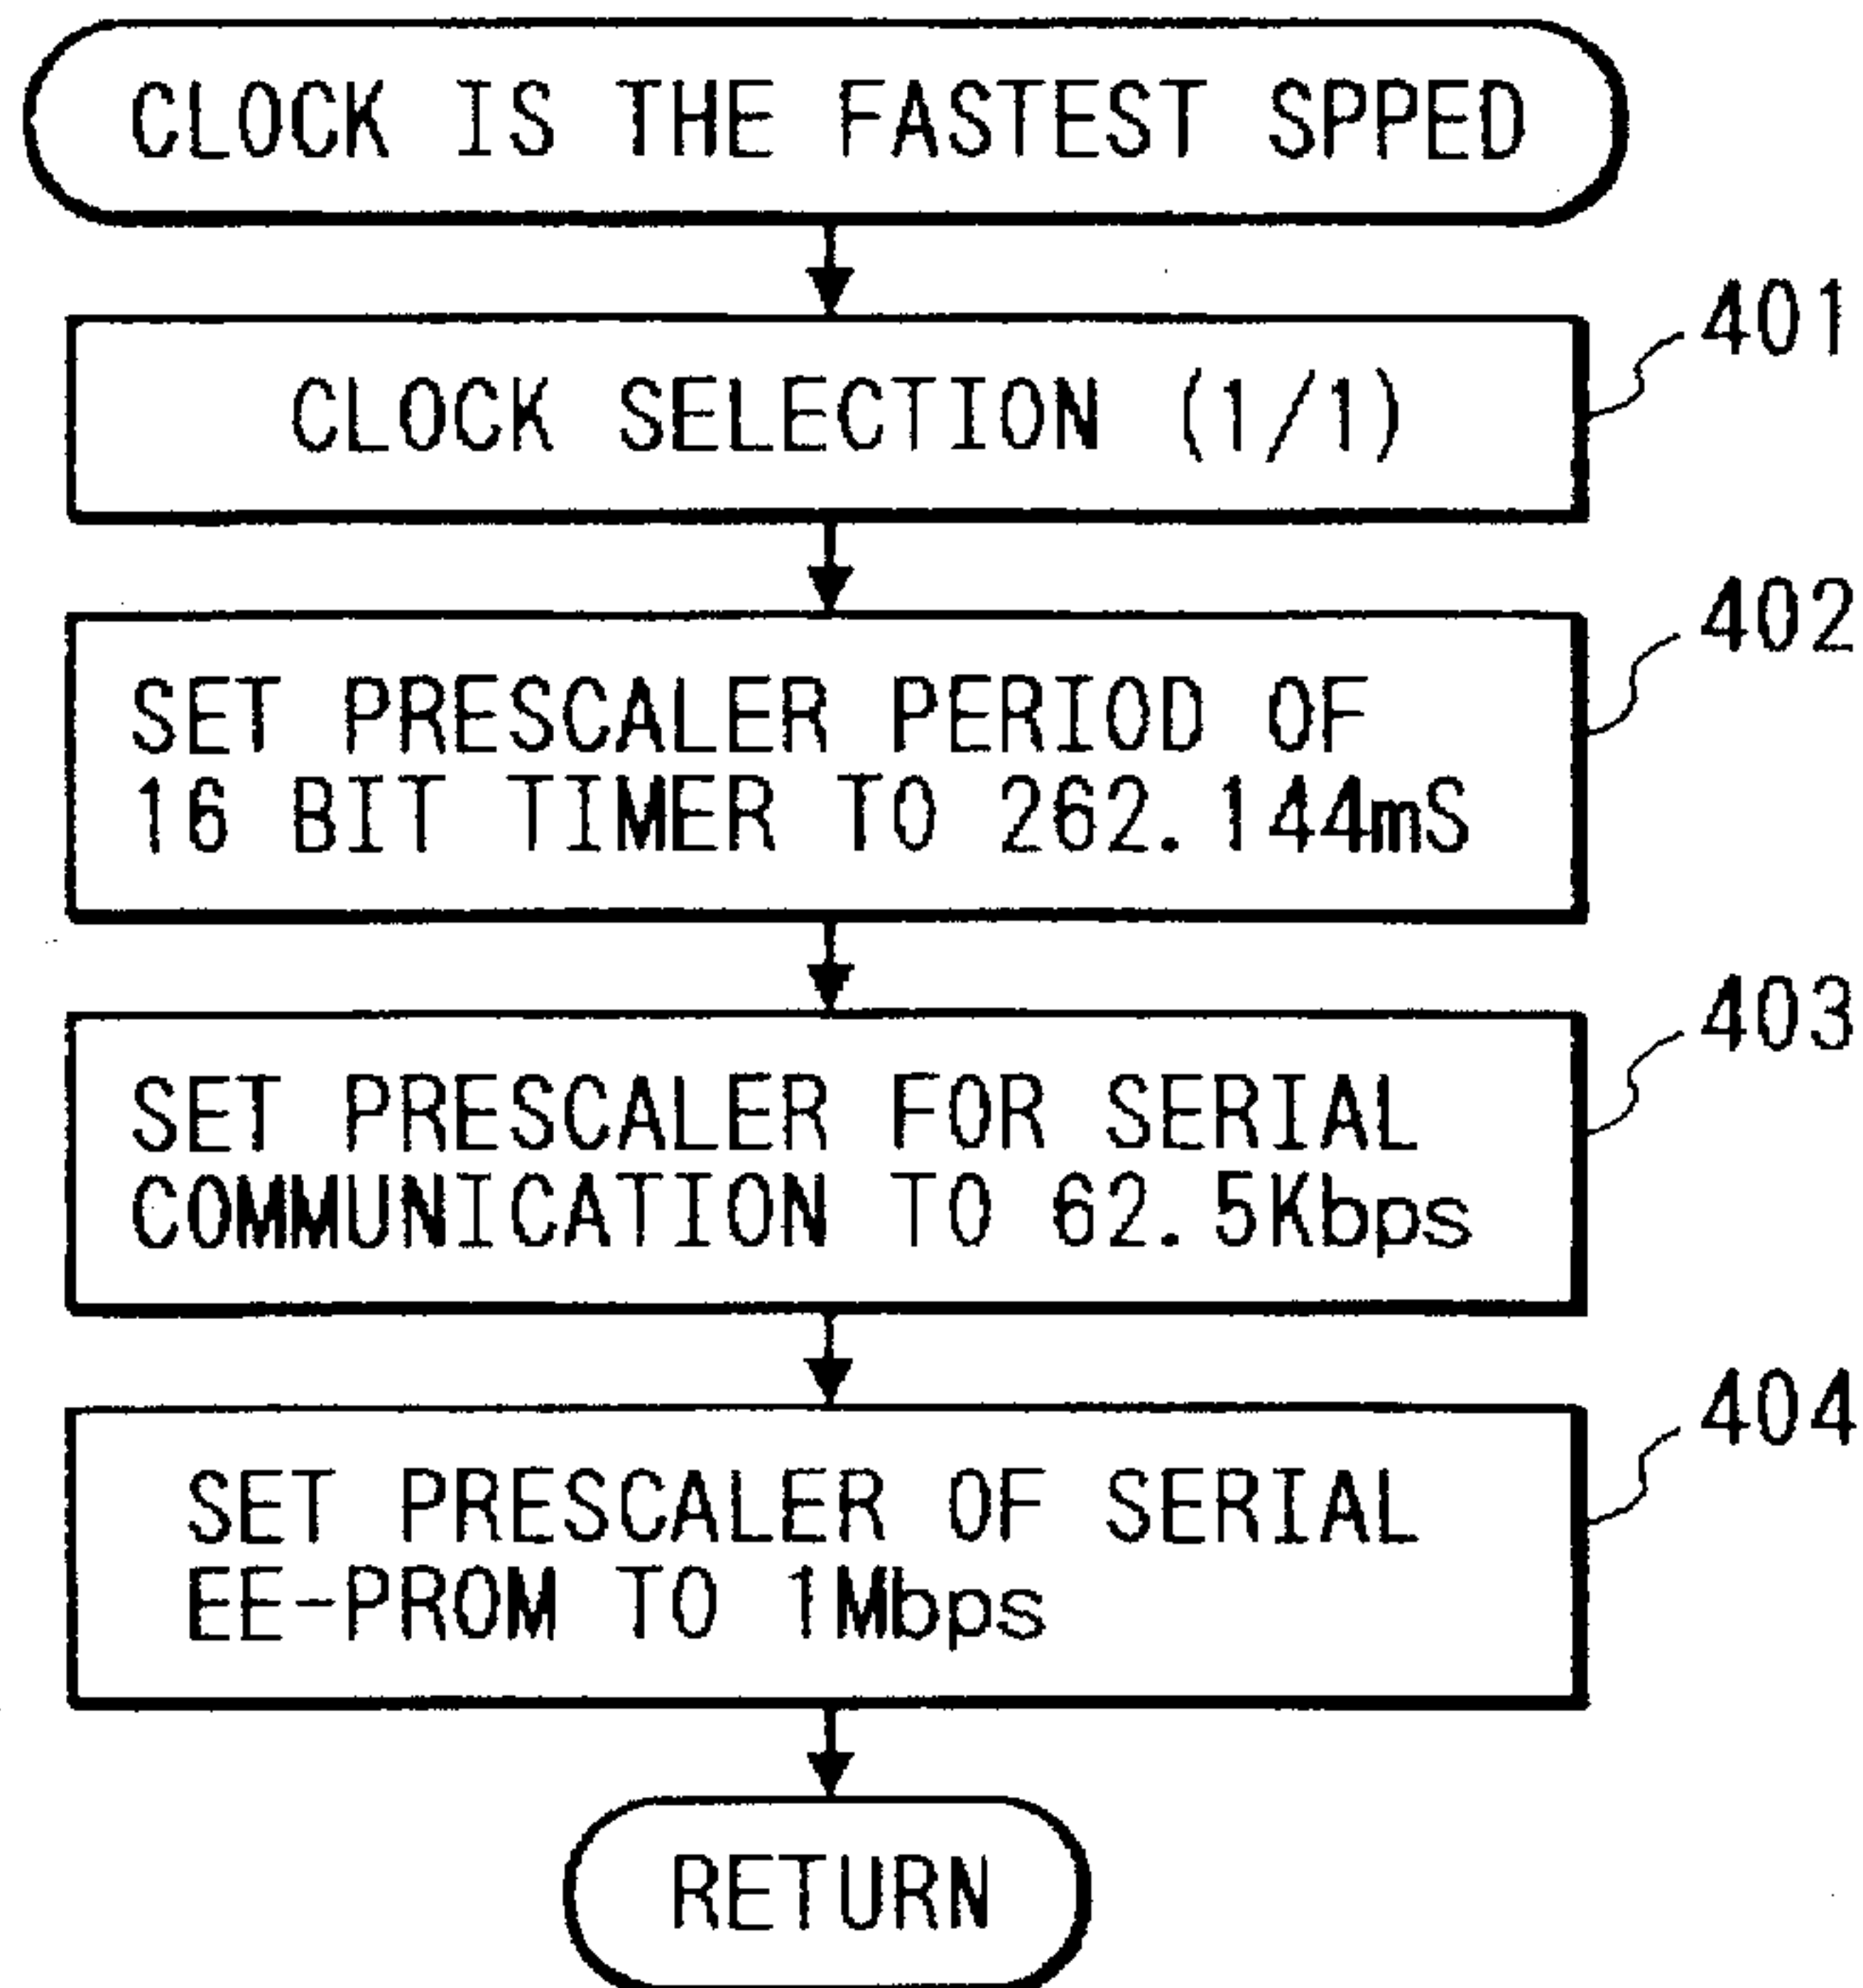 CLOCK IS THE FASTEST SPPED
CLOCK SELECTION (1/1)
401
SET PRESCALER PERIOD OF
16 BIT TIMER TO 262.144mS
402
SET PRESCALER FOR SERIAL
COMMUNICATION TO 62.5Kbps
403
SET PRESCALER OF SERIAL
EE-PROM TO 1Mbps
404
RETURN